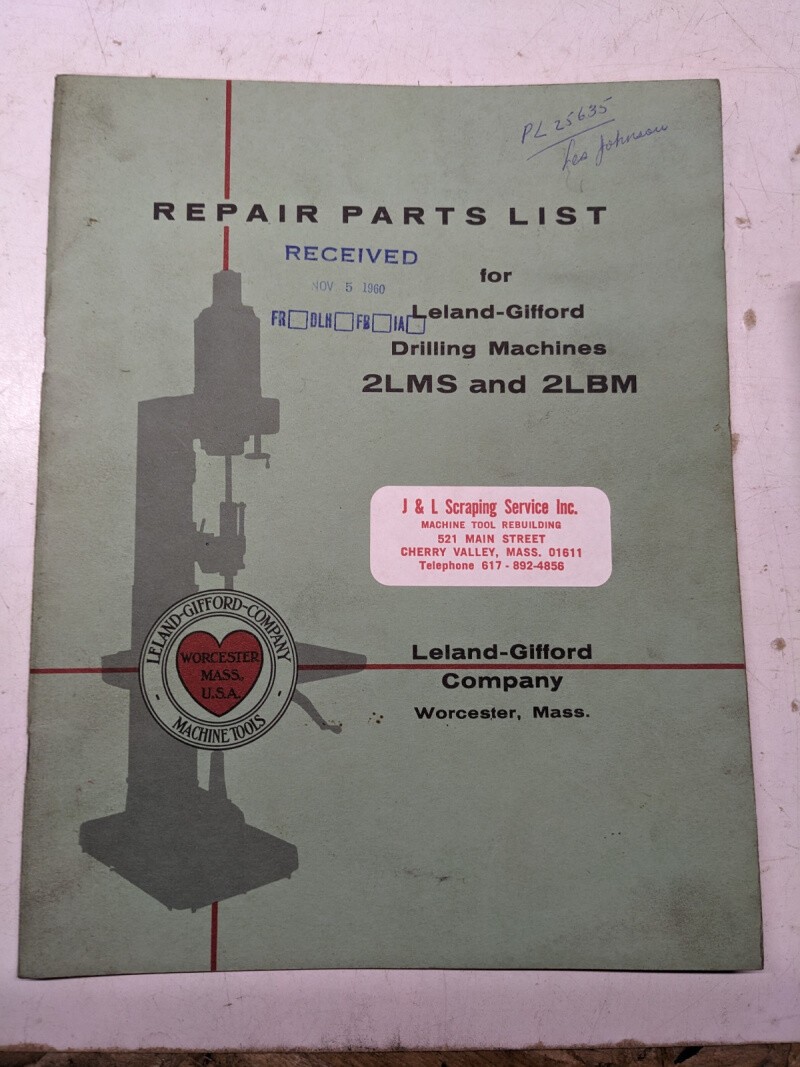 PL 25635
Les Johnson
REPAIR PARTS LIST
RECEIVED
NOV 5 1960
FR DLH FB IA
for
Leland-Gifford
Drilling Machines
2LMS and 2LBM
J & L Scraping Service Inc.
MACHINE TOOL REBUILDING
521 MAIN STREET
CHERRY VALLEY, MASS. 01611
Telephone 617-892-4856
LELAND-GIFFORD-COMPANY
WORCESTER
MASS.
U.S.A.
MACHINE TOOLS
Leland-Gifford
Company
Worcester, Mass.